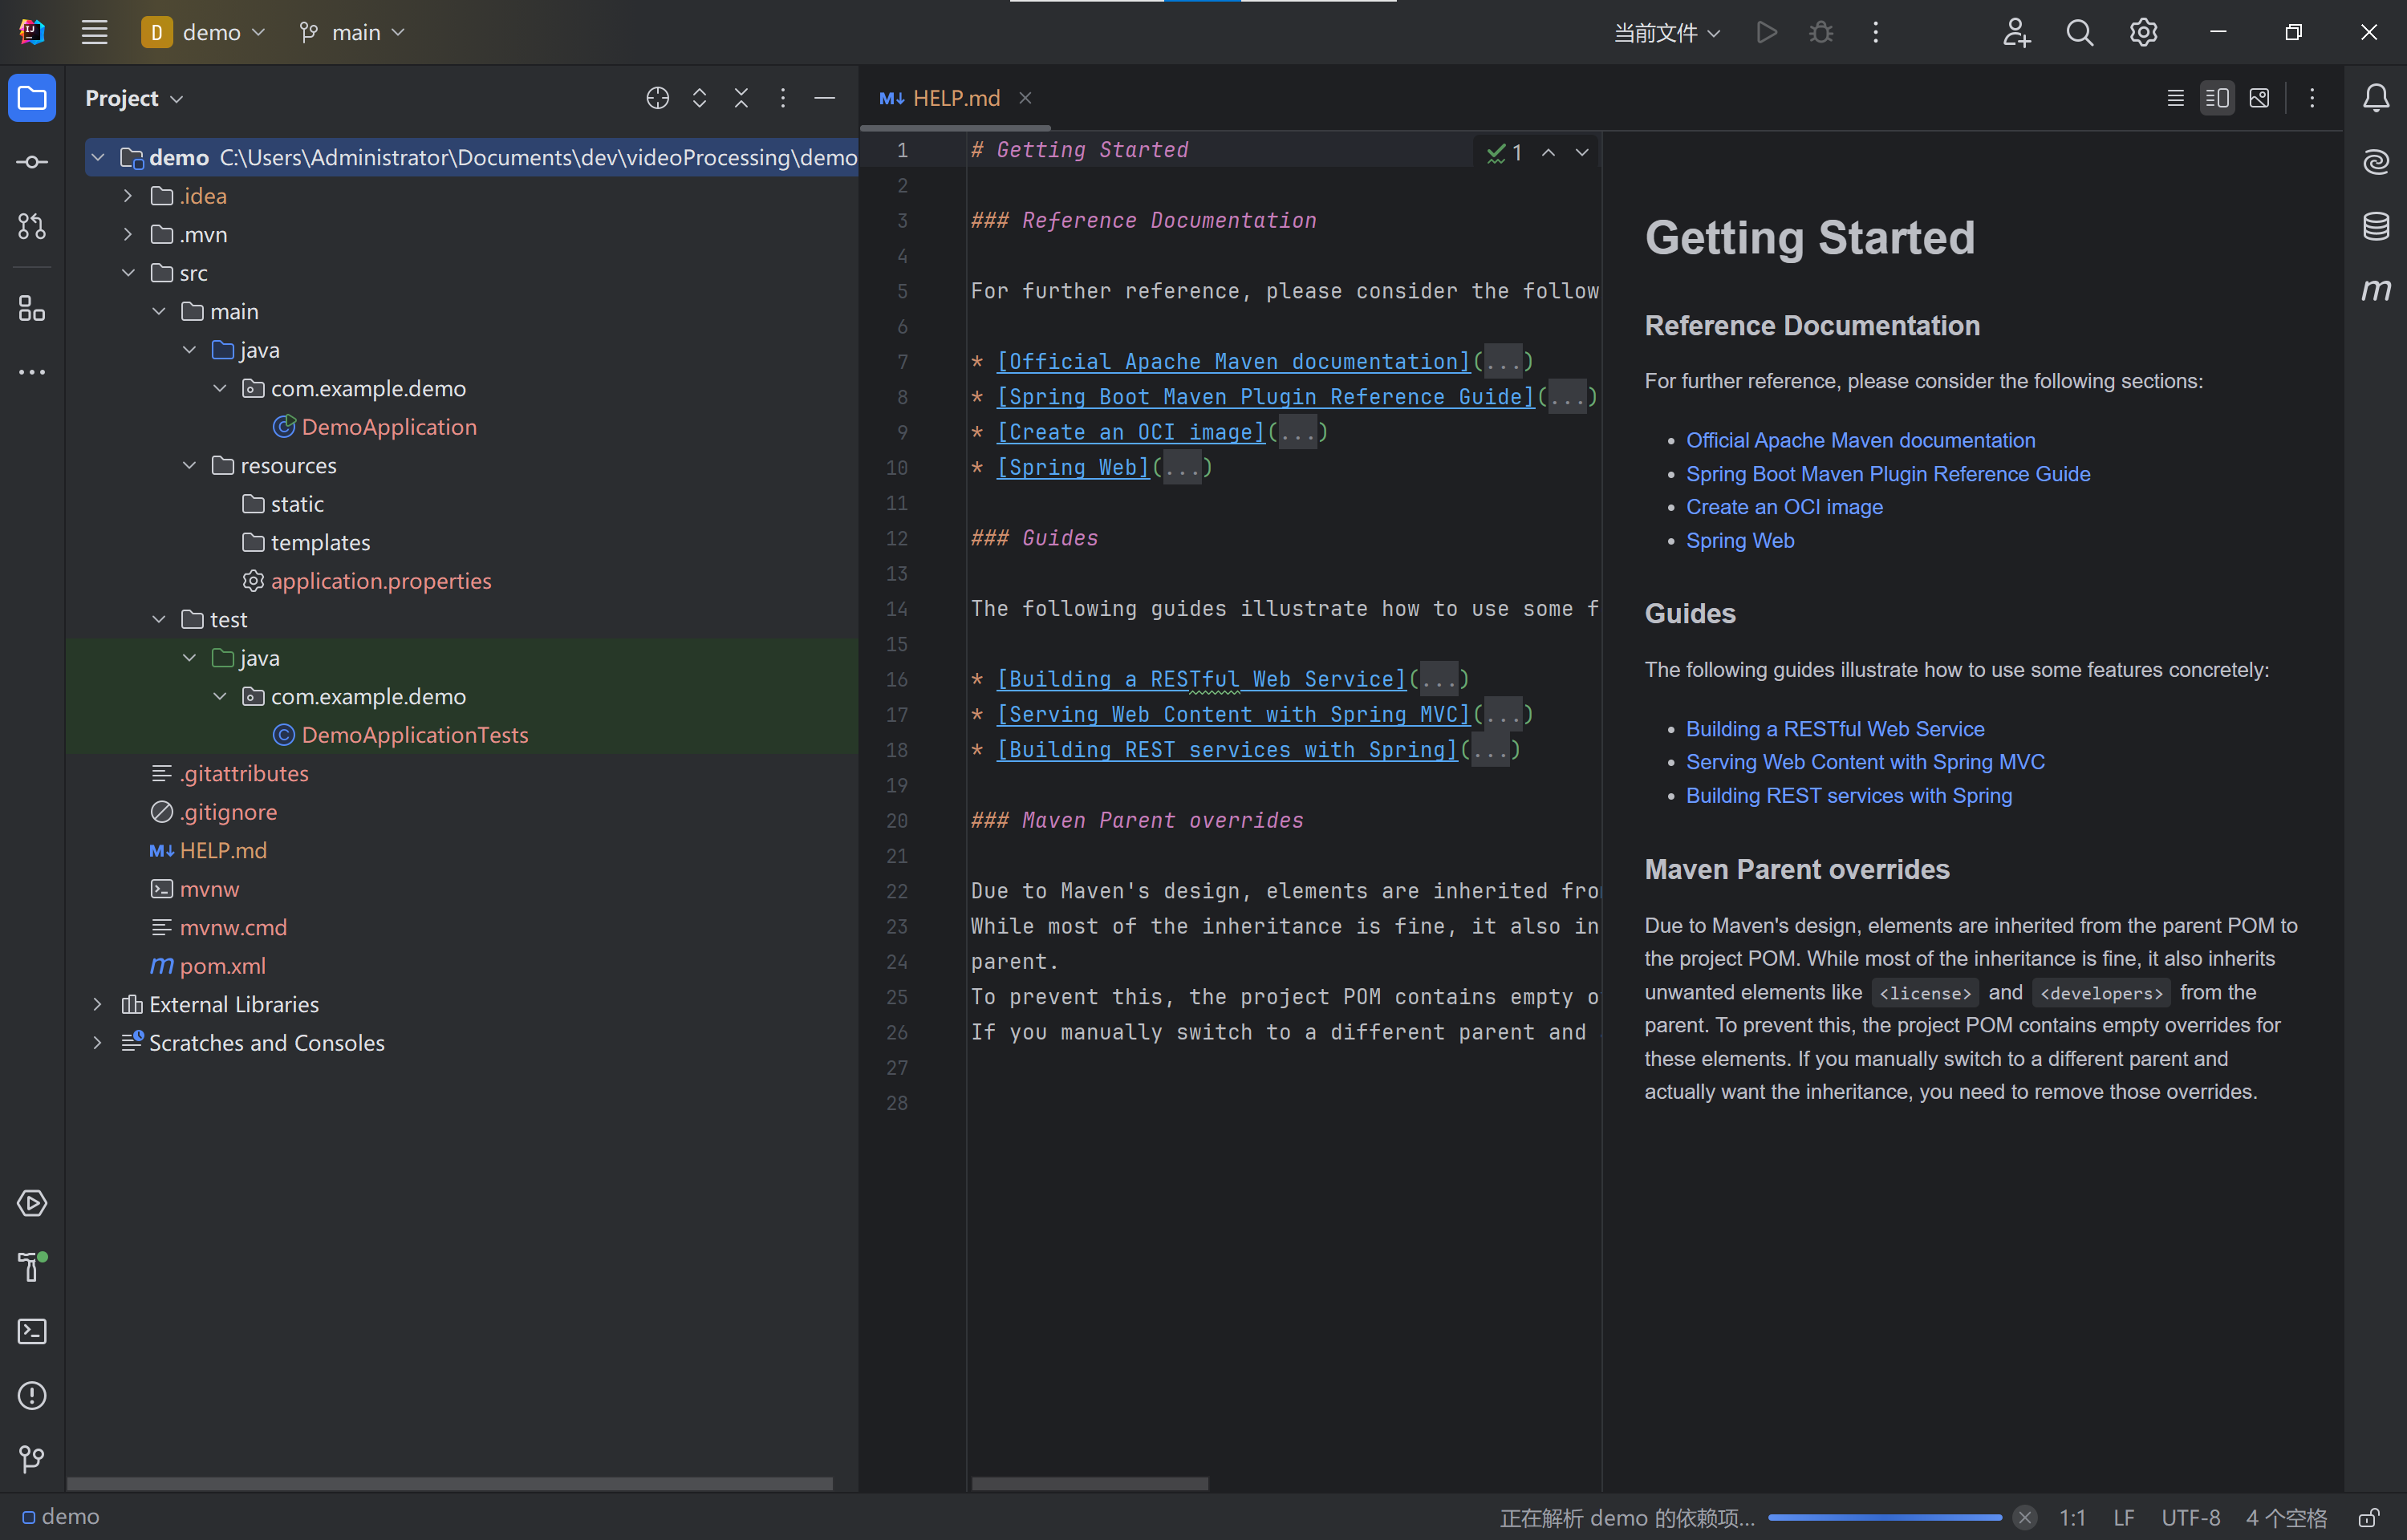 D demo main 当前文件
Project
HELP.md
demo C:\Users\Administrator\Documents\dev\videoProcessing\demo
.idea
.mvn
src
main
java
com.example.demo
DemoApplication
resources
static
templates
application.properties
test
java
com.example.demo
DemoApplicationTests
.gitattributes
.gitignore
HELP.md
mvnw
mvnw.cmd
pom.xml
External Libraries
Scratches and Consoles
1 # Getting Started
1
2
3 ### Reference Documentation
4
5 For further reference, please consider the follow
6
7 * [Official Apache Maven documentation](...)
8 * [Spring Boot Maven Plugin Reference Guide](...)
9 * [Create an OCI image](...)
10 * [Spring Web](...)
11
12 ### Guides
13
14 The following guides illustrate how to use some f
15
16 * [Building a RESTful Web Service](...)
17 * [Serving Web Content with Spring MVC](...)
18 * [Building REST services with Spring](...)
19
20 ### Maven Parent overrides
21
22 Due to Maven's design, elements are inherited fro
23 While most of the inheritance is fine, it also in
24 parent.
25 To prevent this, the project POM contains empty o
26 If you manually switch to a different parent and
27
28
Getting Started
Reference Documentation
For further reference, please consider the following sections:
• Official Apache Maven documentation
• Spring Boot Maven Plugin Reference Guide
• Create an OCI image
• Spring Web
Guides
The following guides illustrate how to use some features concretely:
• Building a RESTful Web Service
• Serving Web Content with Spring MVC
• Building REST services with Spring
Maven Parent overrides
Due to Maven's design, elements are inherited from the parent POM to
the project POM. While most of the inheritance is fine, it also inherits
unwanted elements like <license> and <developers> from the
parent. To prevent this, the project POM contains empty overrides for
these elements. If you manually switch to a different parent and
actually want the inheritance, you need to remove those overrides.
demo
正在解析 demo 的依赖项... 1:1 LF UTF-8 4 个空格